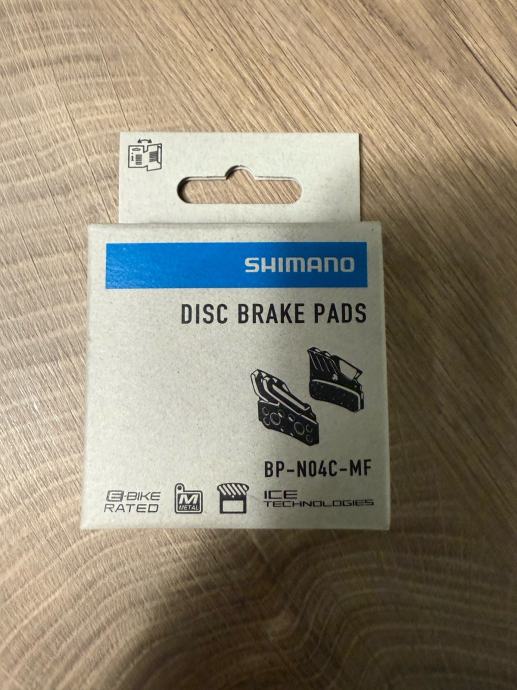 SHIMANO
DISC BRAKE PADS
BP-N04C-MF
E-BIKE
RATED
M
METAL
ICE
TECHNOLOGIES